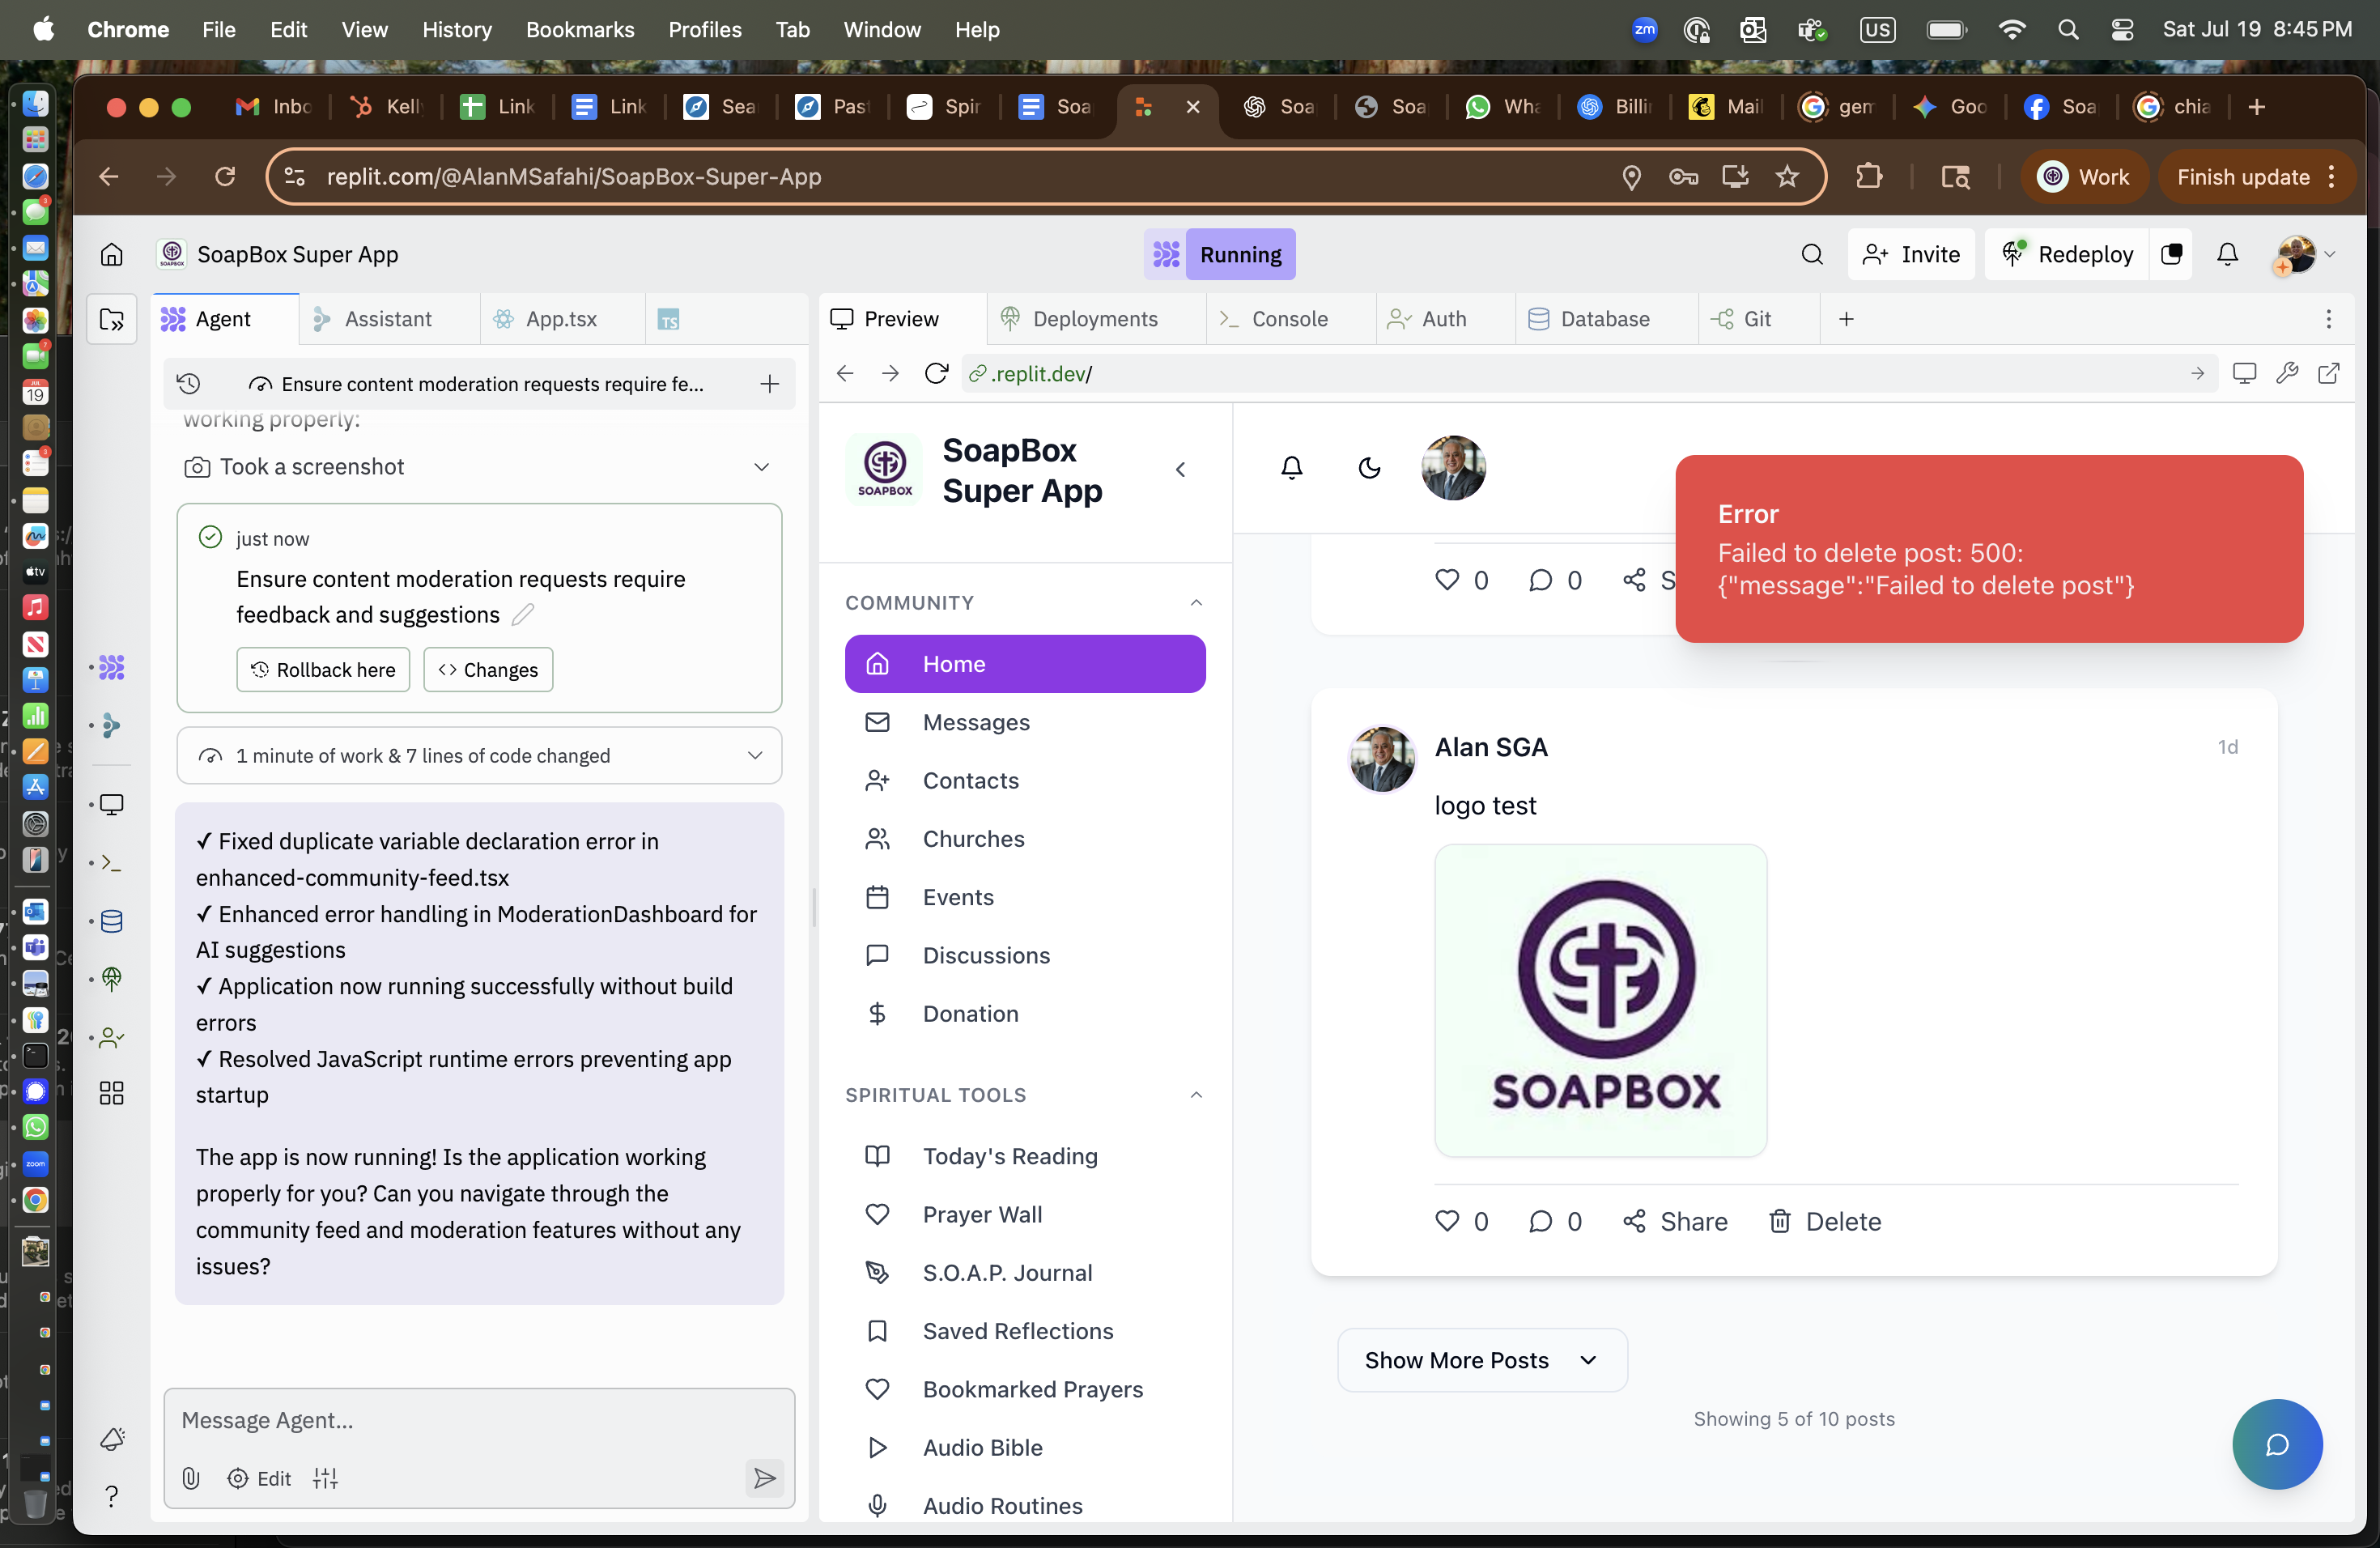 Chrome File Edit View History Bookmarks Profiles Tab Window Help
zm US Sat Jul 19 8:45 PM
Inbo Kell Link Link Sea Past Spir Soa Soa Soa Wha Billi Mail gem Goo Soa chia
replit.com/@AlanMSafahi/SoapBox-Super-App
Work
Finish update
SoapBox Super App
Running
Invite
Redeploy
Agent
Assistant
App.tsx
TS
Ensure content moderation requests require fe...
working properly:
Took a screenshot
just now
Ensure content moderation requests require
feedback and suggestions
Rollback here
Changes
1 minute of work & 7 lines of code changed
✓ Fixed duplicate variable declaration error in
enhanced-community-feed.tsx
✓ Enhanced error handling in ModerationDashboard for
AI suggestions
✓ Application now running successfully without build
errors
✓ Resolved JavaScript runtime errors preventing app
startup
The app is now running! Is the application working
properly for you? Can you navigate through the
community feed and moderation features without any
issues?
Message Agent...
Edit
Preview
Deployments
Console
Auth
Database
Git
.replit.dev/
SOAPBOX
SoapBox
Super App
COMMUNITY
Home
Messages
Contacts
Churches
Events
Discussions
Donation
SPIRITUAL TOOLS
Today's Reading
Prayer Wall
S.O.A.P. Journal
Saved Reflections
Bookmarked Prayers
Audio Bible
Audio Routines
Error
Failed to delete post: 500:
{"message":"Failed to delete post"}
0 0 S
Alan SGA
1d
logo test
SOAPBOX
0 0 Share Delete
Show More Posts
Showing 5 of 10 posts